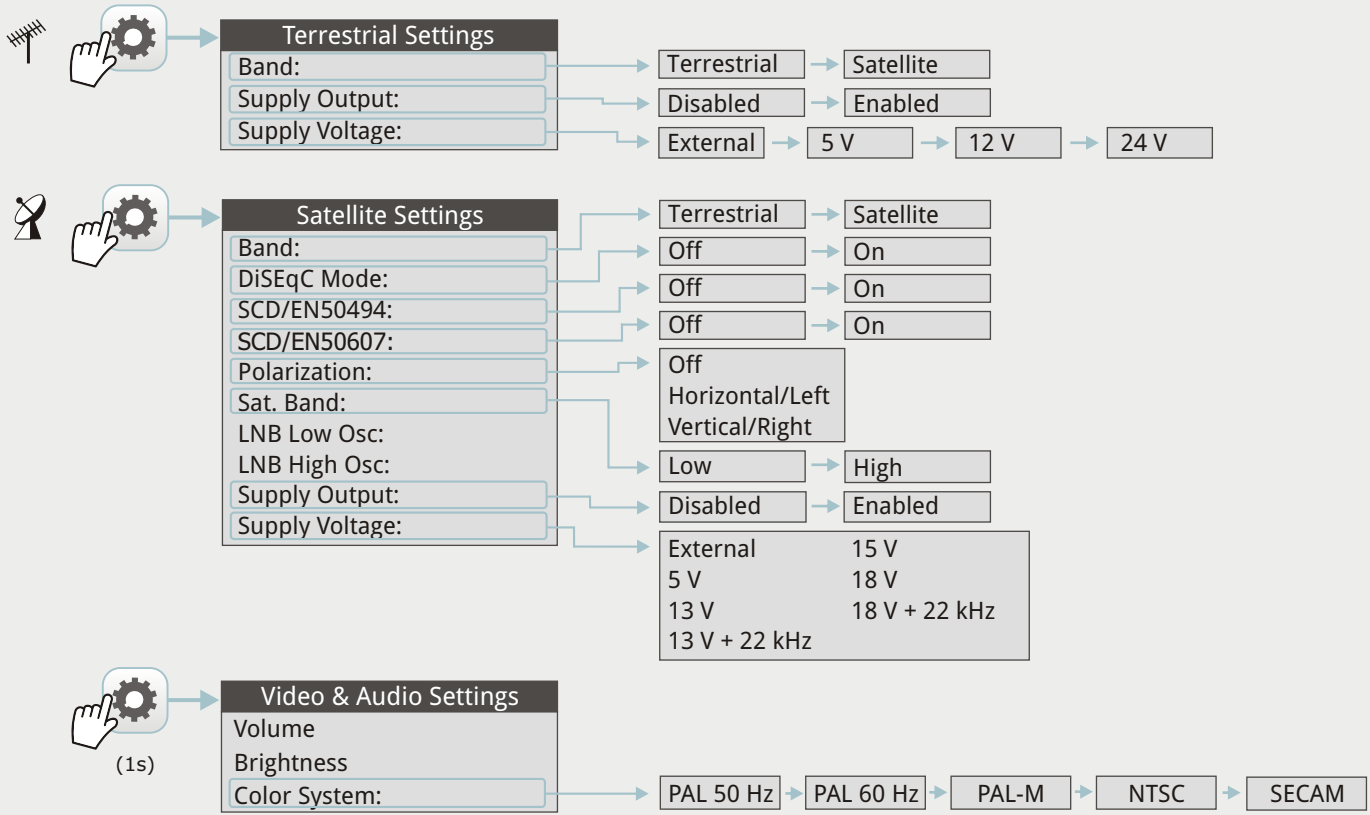 Terrestrial Settings
Band:
Terrestrial
Satellite
Supply Output:
Disabled
Enabled
Supply Voltage:
External
5 V
12 V
24 V
Satellite Settings
Band:
Terrestrial
Satellite
DiSEqC Mode:
Off
On
SCD/EN50494:
Off
On
SCD/EN50607:
Off
On
Polarization:
Off
Horizontal/Left
Vertical/Right
Sat. Band:
Low
High
LNB Low Osc:
LNB High Osc:
Supply Output:
Disabled
Enabled
Supply Voltage:
External
5 V
13 V
13 V + 22 kHz
15 V
18 V
18 V + 22 kHz
(1s)
Video & Audio Settings
Volume
Brightness
Color System:
PAL 50 Hz
PAL 60 Hz
PAL-M
NTSC
SECAM